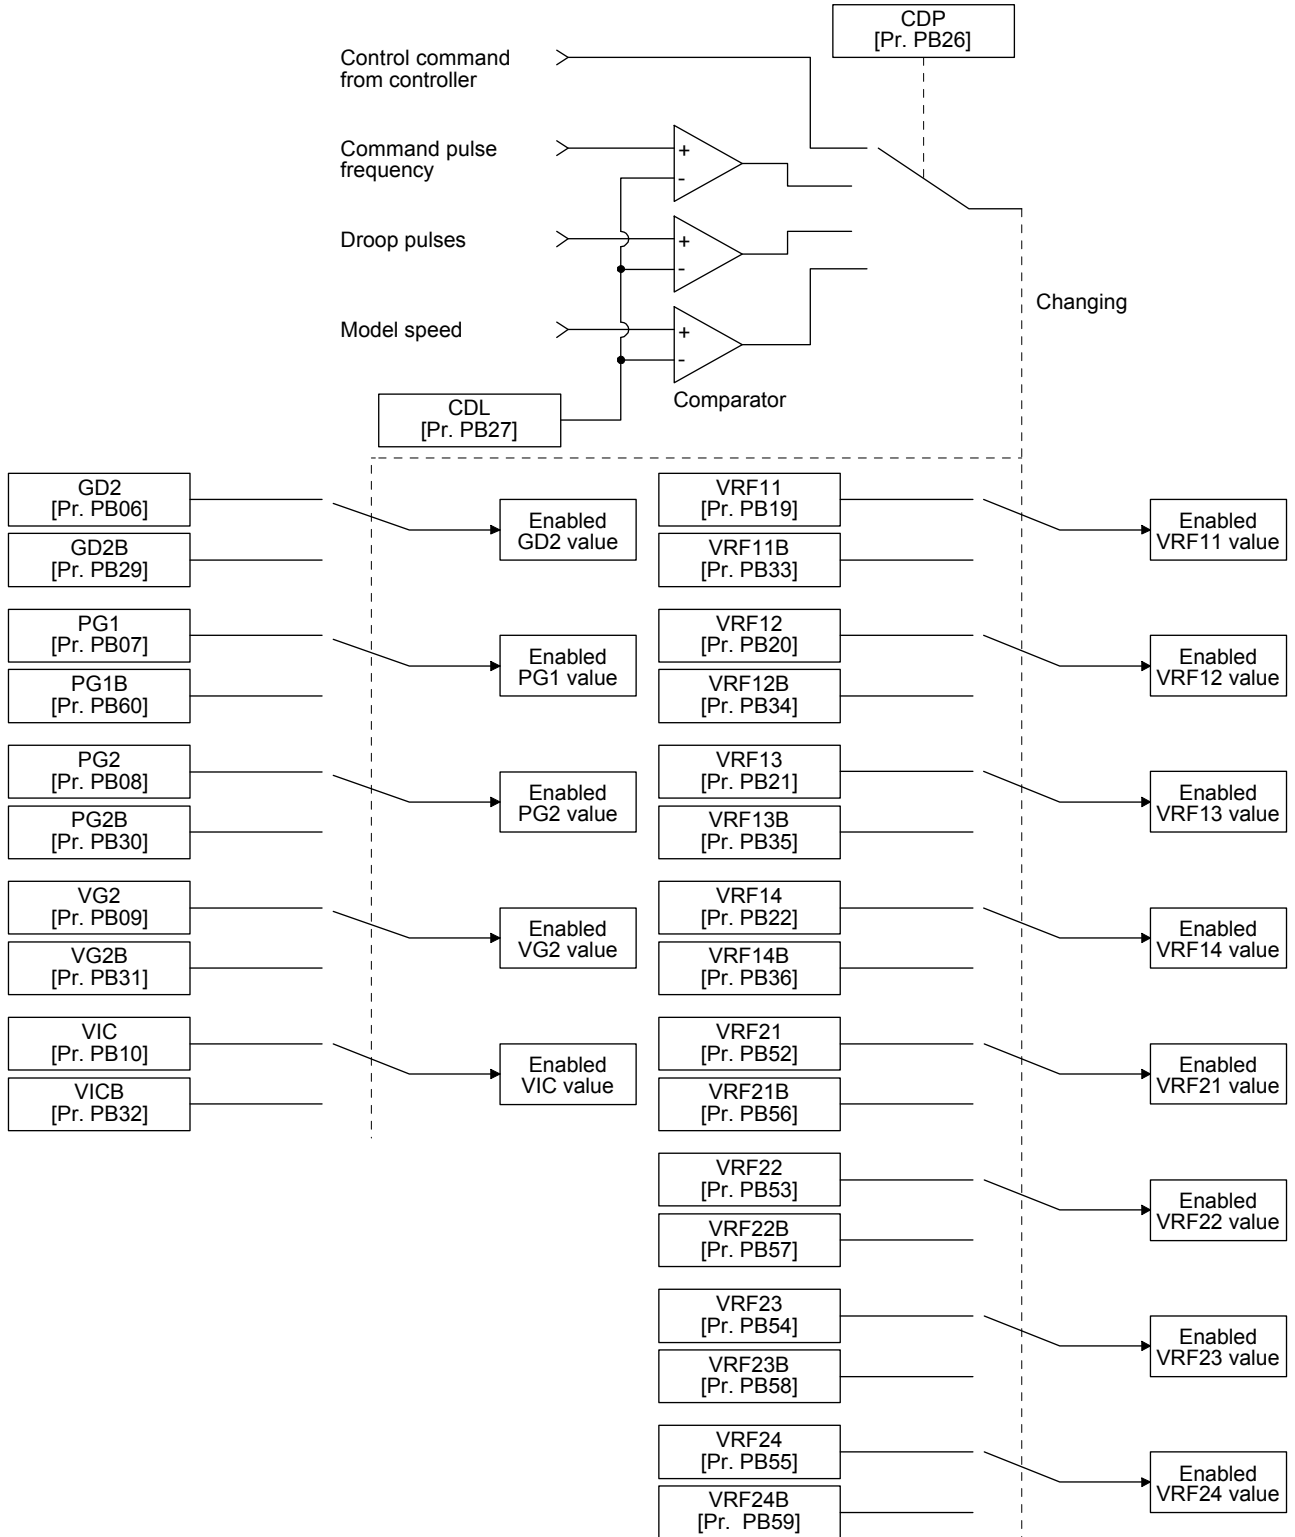 CDP
[Pr. PB26]
Control command
from controller
Command pulse
frequency
+
-
Droop pulses
+
-
Changing
Model speed
+
-
Comparator
CDL
[Pr. PB27]
GD2
[Pr. PB06]
Enabled
GD2 value
GD2B
[Pr. PB29]
PG1
[Pr. PB07]
Enabled
PG1 value
PG1B
[Pr. PB60]
PG2
[Pr. PB08]
Enabled
PG2 value
PG2B
[Pr. PB30]
VG2
[Pr. PB09]
Enabled
VG2 value
VG2B
[Pr. PB31]
VIC
[Pr. PB10]
Enabled
VIC value
VICB
[Pr. PB32]
VRF11
[Pr. PB19]
Enabled
VRF11 value
VRF11B
[Pr. PB33]
VRF12
[Pr. PB20]
Enabled
VRF12 value
VRF12B
[Pr. PB34]
VRF13
[Pr. PB21]
Enabled
VRF13 value
VRF13B
[Pr. PB35]
VRF14
[Pr. PB22]
Enabled
VRF14 value
VRF14B
[Pr. PB36]
VRF21
[Pr. PB52]
Enabled
VRF21 value
VRF21B
[Pr. PB56]
VRF22
[Pr. PB53]
Enabled
VRF22 value
VRF22B
[Pr. PB57]
VRF23
[Pr. PB54]
Enabled
VRF23 value
VRF23B
[Pr. PB58]
VRF24
[Pr. PB55]
Enabled
VRF24 value
VRF24B
[Pr. PB59]